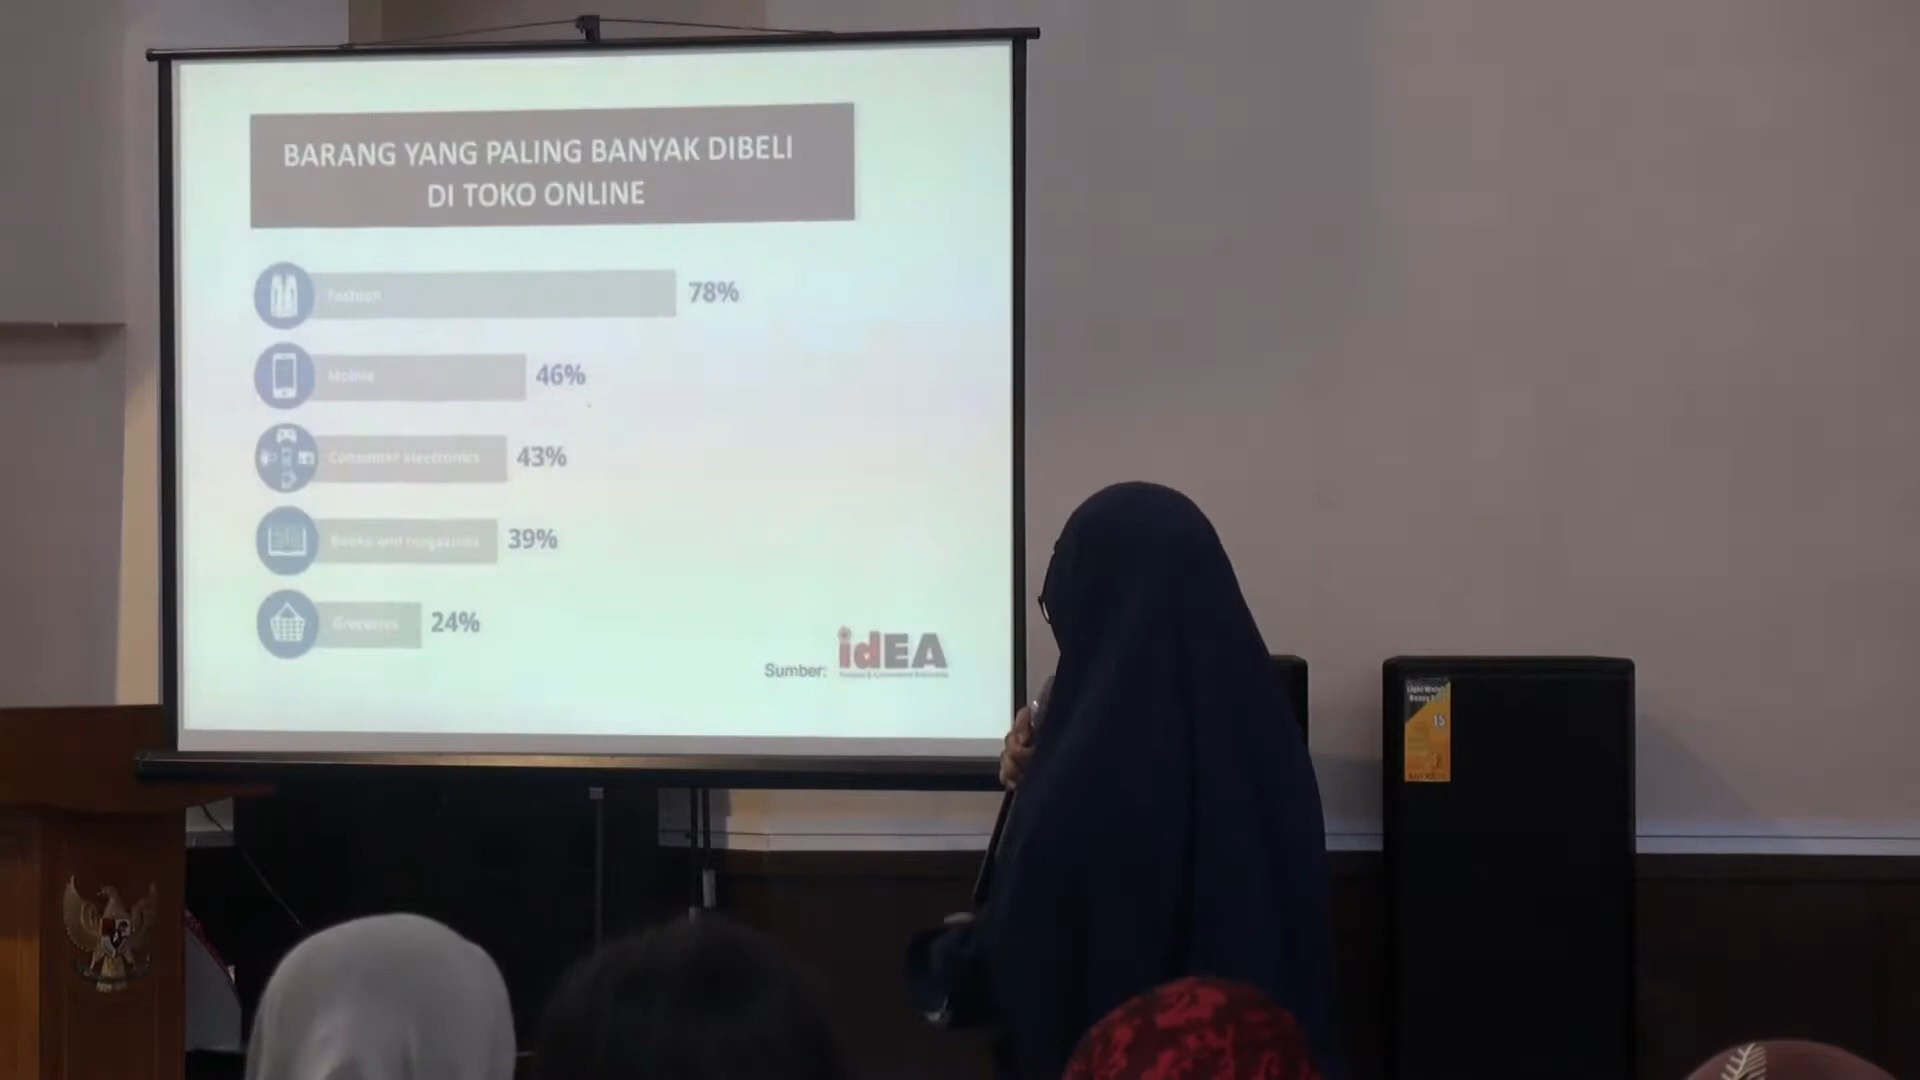 BARANG YANG PALING BANYAK DIBELI
DI TOKO ONLINE
Fashion
78%
Mobile
46%
Consumer electronics
43%
Books and magazines
39%
Groceries
24%
Sumber:
idEA
15